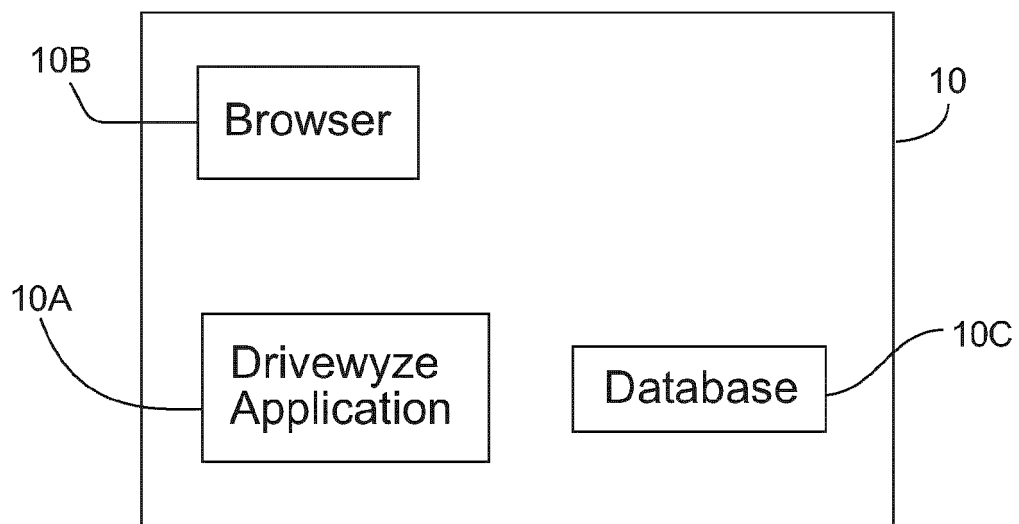 10B
Browser
10
10A
Drivewyze
Application
Database
10C